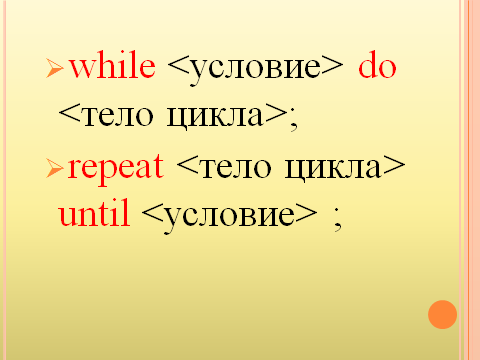 while <условие> do
<тело цикла>;
repeat <тело цикла>
until <условие> ;